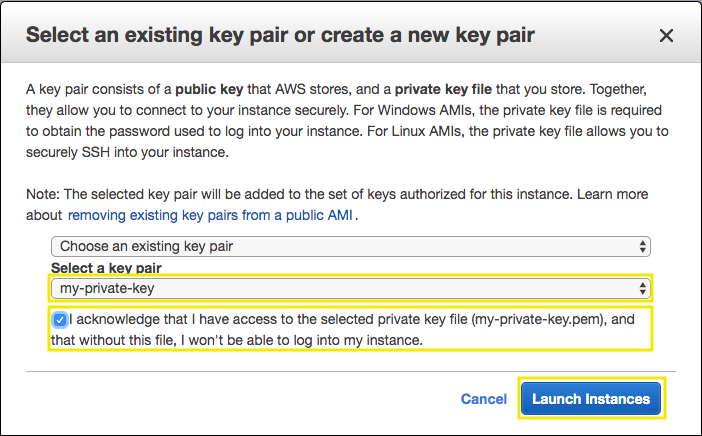 Select an existing key pair or create a new key pair
A key pair consists of a public key that AWS stores, and a private key file that you store. Together,
they allow you to connect to your instance securely. For Windows AMIs, the private key file is required
to obtain the password used to log into your instance. For Linux AMIs, the private key file allows you to
securely SSH into your instance.
Note: The selected key pair will be added to the set of keys authorized for this instance. Learn more
about removing existing key pairs from a public AMI .
Choose an existing key pair
Select a key pair
my-private-key
I acknowledge that I have access to the selected private key file (my-private-key.pem), and
that without this file, I won't be able to log into my instance.
Cancel Launch Instances